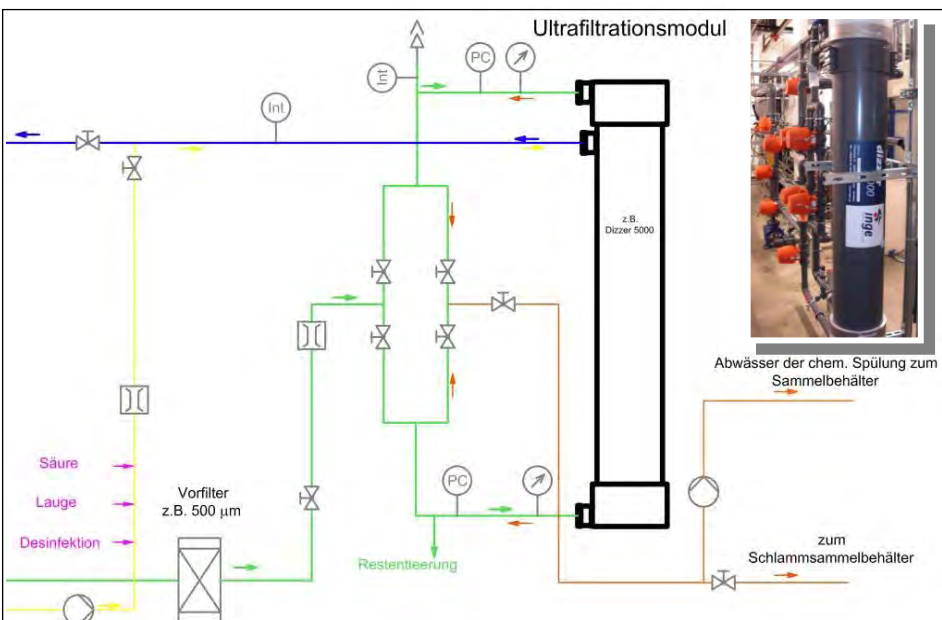 Ultrafiltrationsmodul
Int
PC
Int
z.B.
Dizzer 5000
inge
Abwässer der chem. Spülung zum
Sammelbehälter
Säure
Lauge
Desinfektion
Vorfilter
z.B. 500 µm
PC
Restentleerung
zum
Schlammsammelbehälter